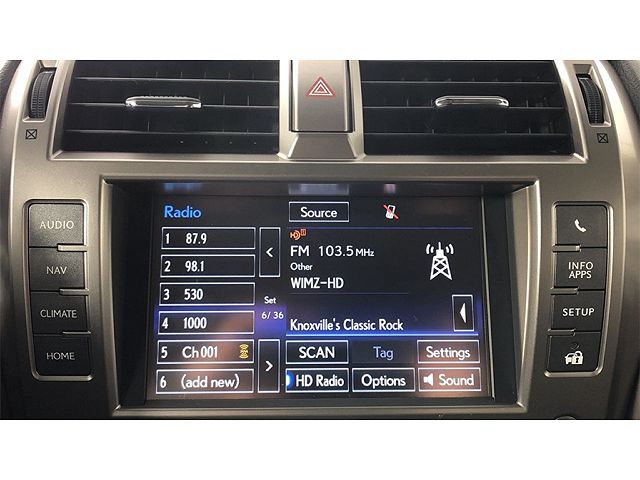 Radio
Source
1 87.9
2 98.1
3 530
4 1000
5 Ch 001
6 (add new)
Set
6/36
FM 103.5 MHz
Other
WIMZ-HD
Knoxville's Classic Rock
SCAN
Tag
Settings
HD Radio
Options
Sound
AUDIO
NAV
CLIMATE
HOME
INFO
APPS
SETUP